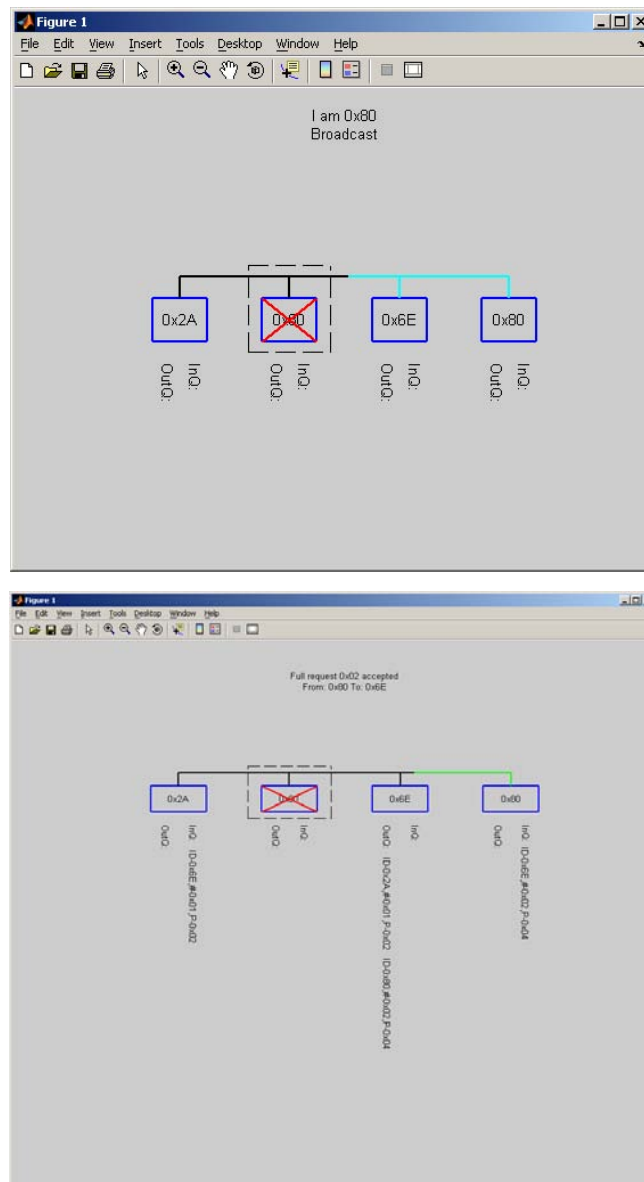 Figure 1
File Edit View Insert Tools Desktop Window Help
I am 0x80
Broadcast
0x2A 0x80 0x6E 0x80
OutQ: InQ: OutQ: InQ: OutQ: InQ: OutQ: InQ:
Figure 1
File Edit View Insert Tools Desktop Window Help
Full request 0x02 accepted
From: 0x80 To: 0x6E
0x2A 0x6E 0x80
OutQ:
InQ: ID-0x6E,#-0x01,P-0x02
OutQ:
InQ:
OutQ: ID-0x2A,#-0x01,P-0x02 ID-0x80,#-0x02,P-0x04
InQ:
OutQ:
InQ: ID-0x6E,#-0x02,P-0x04